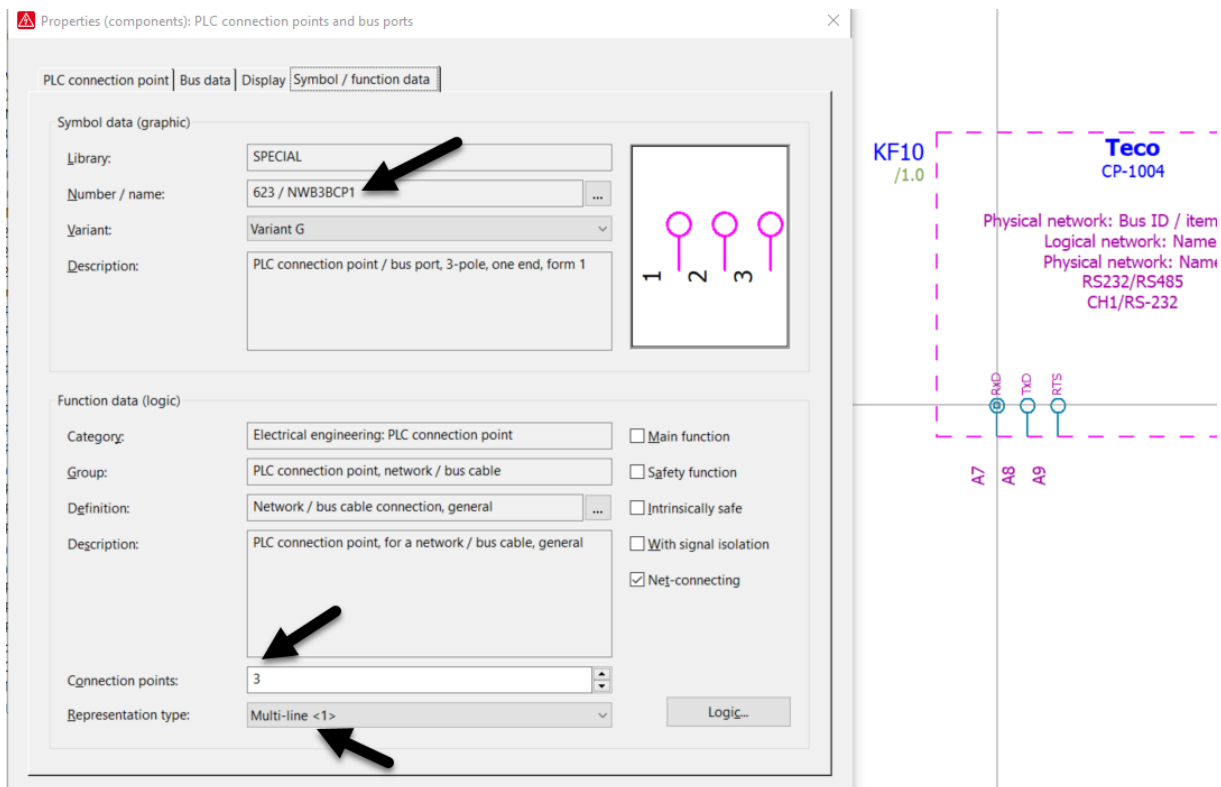 Properties (components): PLC connection points and bus ports
PLC connection point Bus data Display Symbol / function data
Symbol data (graphic)
Library: SPECIAL
Number / name: 623 / NWB3BCP1 ...
Variant: Variant G
Description: PLC connection point / bus port, 3-pole, one end, form 1
1 2 3
Function data (logic)
Category: Electrical engineering: PLC connection point
Main function
Group: PLC connection point, network / bus cable
Safety function
Definition: Network / bus cable connection, general ...
Intrinsically safe
Description: PLC connection point, for a network / bus cable, general
With signal isolation
Net-connecting
Connection points: 3
Representation type: Multi-line <1>
Logic...
KF10
/1.0
Teco
CP-1004
Physical network: Bus ID / item
Logical network: Name
Physical network: Name
RS232/RS485
CH1/RS-232
RxD TxD RTS
A7 A8 A9